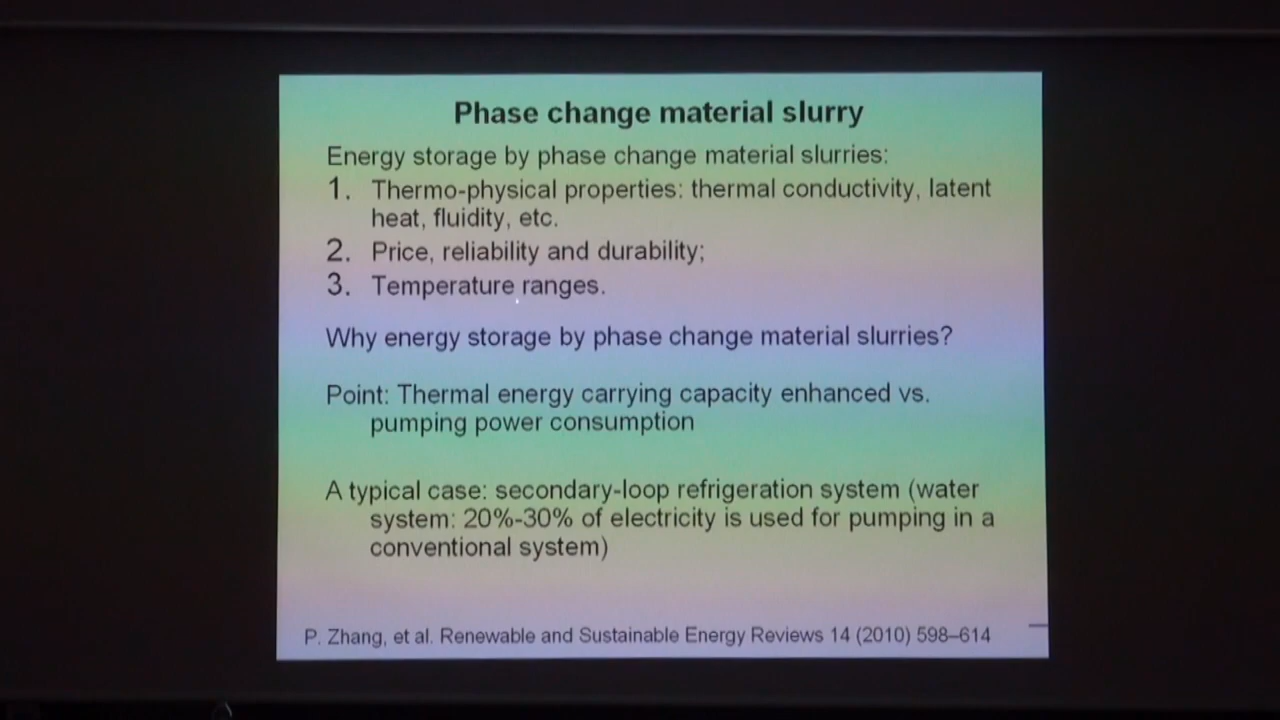 Phase change material slurry
Energy storage by phase change material slurries:
1. Thermo-physical properties: thermal conductivity, latent
heat, fluidity, etc.
2. Price, reliability and durability;
3. Temperature ranges.
Why energy storage by phase change material slurries?
Point: Thermal energy carrying capacity enhanced vs.
pumping power consumption
A typical case: secondary-loop refrigeration system (water
system: 20%-30% of electricity is used for pumping in a
conventional system)
P. Zhang, et al. Renewable and Sustainable Energy Reviews 14 (2010) 598–614